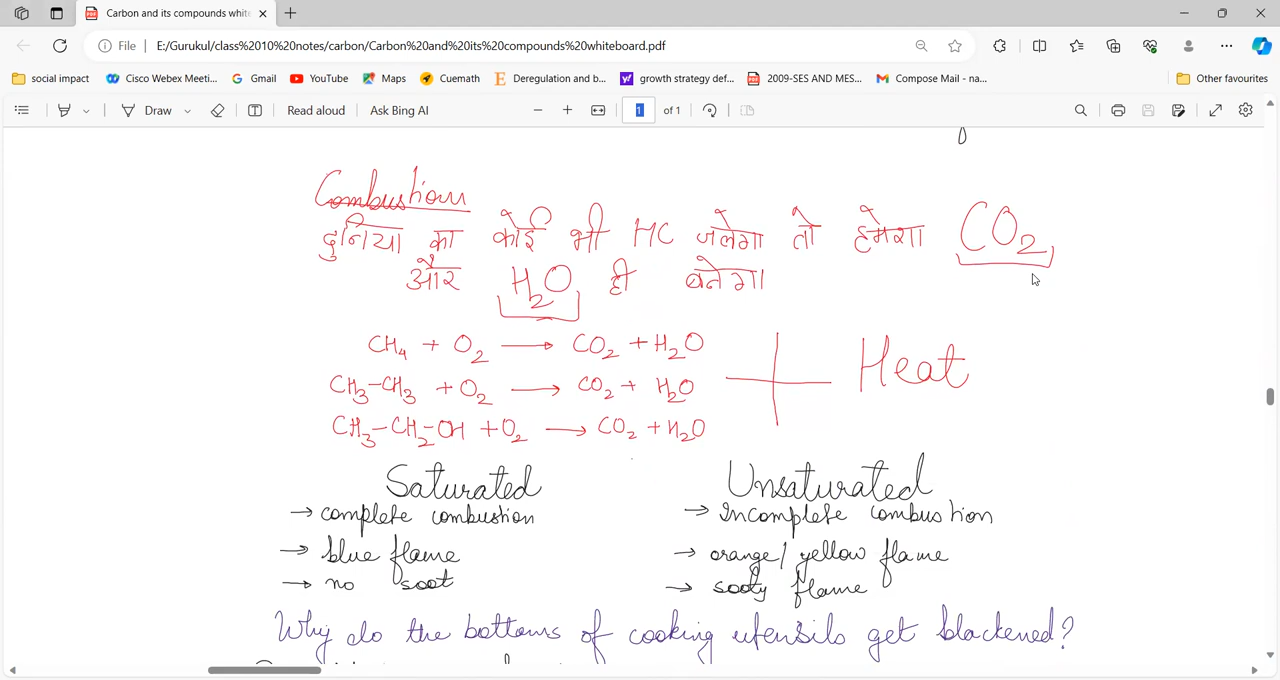 Carbon and its compounds white
File E:/Gurukul/class%2010%20notes/carbon/Carbon%20and%20its%20compounds%20whiteboard.pdf
social impact Cisco Webex Meeti... Gmail YouTube Maps Cuemath Deregulation and b... growth strategy def... 2009-SES AND MES... Compose Mail - na... Other favourites
Draw Read aloud Ask Bing AI 1 of 1
Combustion
दुनिया का कोई भी HC जलेगा तो हमेशा CO₂
और H₂O ही बनेगा
CH₄ + O₂ → CO₂ + H₂O
+ Heat
CH₃-CH₃ + O₂ → CO₂ + H₂O
CH₃-CH₂-OH + O₂ → CO₂ + H₂O
Saturated Unsaturated
→ complete combustion → Incomplete combustion
→ blue flame → orange/yellow flame
→ no soot → sooty flame
Why do the bottoms of cooking utensils get blackened?